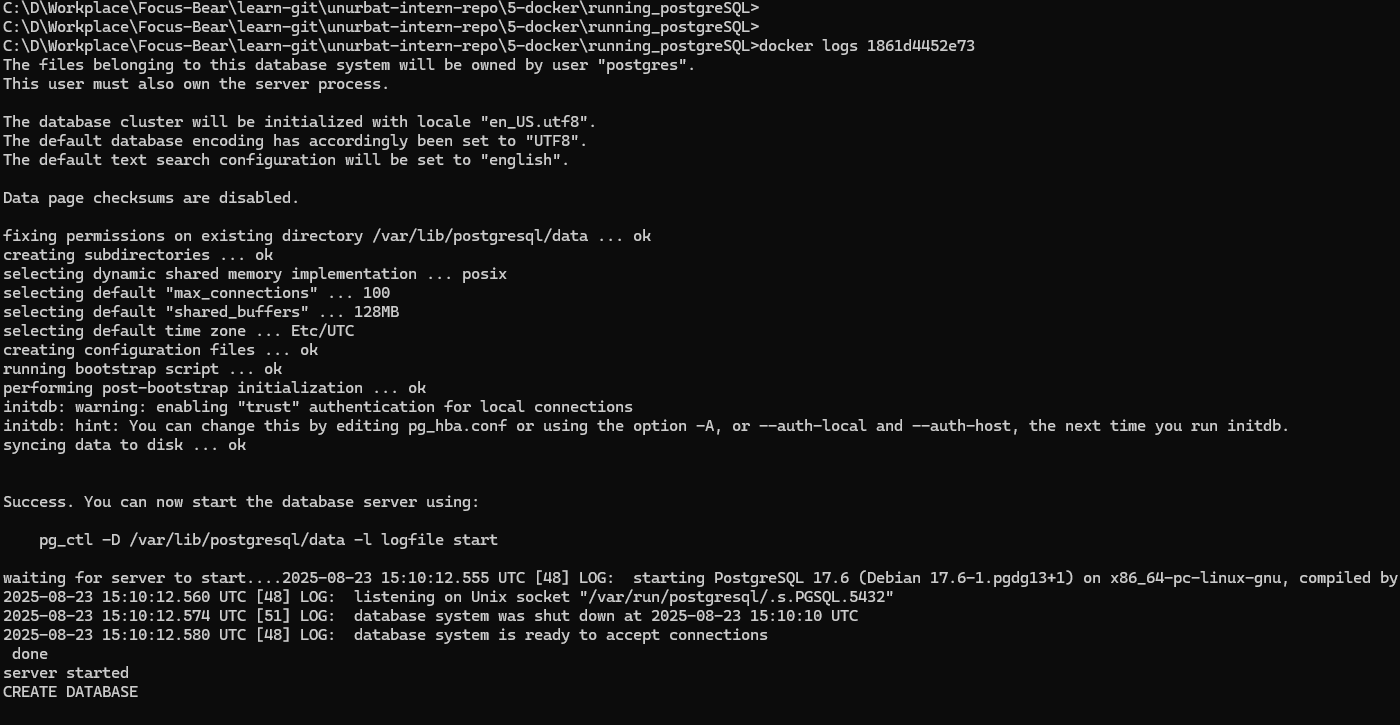 C:\D\Workplace\Focus-Bear\learn-git\unurbat-intern-repo\5-docker\running_postgreSQL>
C:\D\Workplace\Focus-Bear\learn-git\unurbat-intern-repo\5-docker\running_postgreSQL>
C:\D\Workplace\Focus-Bear\learn-git\unurbat-intern-repo\5-docker\running_postgreSQL>docker logs 1861d4452e73
The files belonging to this database system will be owned by user "postgres".
This user must also own the server process.
The database cluster will be initialized with locale "en_US.utf8".
The default database encoding has accordingly been set to "UTF8".
The default text search configuration will be set to "english".
Data page checksums are disabled.
fixing permissions on existing directory /var/lib/postgresql/data ... ok
creating subdirectories ... ok
selecting dynamic shared memory implementation ... posix
selecting default "max_connections" ... 100
selecting default "shared_buffers" ... 128MB
selecting default time zone ... Etc/UTC
creating configuration files ... ok
running bootstrap script ... ok
performing post-bootstrap initialization ... ok
initdb: warning: enabling "trust" authentication for local connections
initdb: hint: You can change this by editing pg_hba.conf or using the option -A, or --auth-local and --auth-host, the next time you run initdb.
syncing data to disk ... ok
Success. You can now start the database server using:
pg_ctl -D /var/lib/postgresql/data -l logfile start
waiting for server to start....2025-08-23 15:10:12.555 UTC [48] LOG:  starting PostgreSQL 17.6 (Debian 17.6-1.pgdg13+1) on x86_64-pc-linux-gnu, compiled by
2025-08-23 15:10:12.560 UTC [48] LOG:  listening on Unix socket "/var/run/postgresql/.s.PGSQL.5432"
2025-08-23 15:10:12.574 UTC [51] LOG:  database system was shut down at 2025-08-23 15:10:10 UTC
2025-08-23 15:10:12.580 UTC [48] LOG:  database system is ready to accept connections
done
server started
CREATE DATABASE